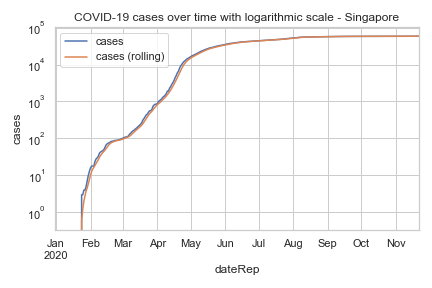 COVID-19 cases over time with logarithmic scale - Singapore
cases
cases (rolling)
10^5
10^4
10^3
10^2
10^1
10^0
cases
Jan Feb Mar Apr May Jun Jul Aug Sep Oct Nov
2020
dateRep